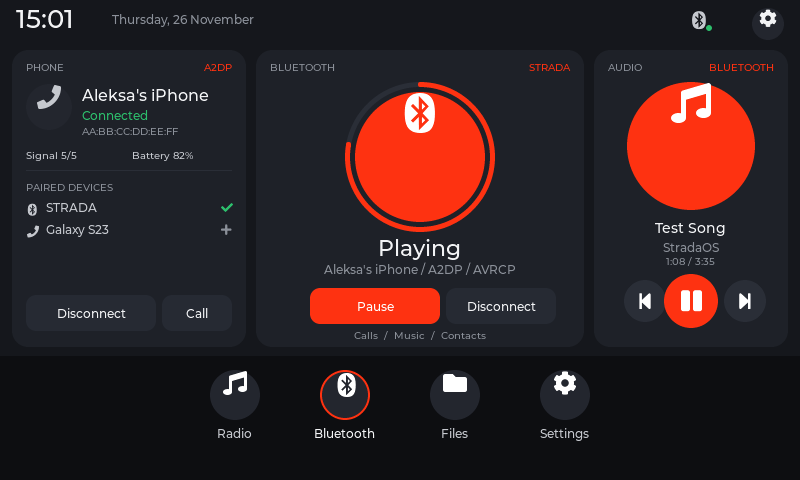 15:01
Thursday, 26 November
PHONE
A2DP
Aleksa's iPhone
Connected
AA:BB:CC:DD:EE:FF
Signal 5/5
Battery 82%
PAIRED DEVICES
STRADA
Galaxy S23
Disconnect
Call
BLUETOOTH
STRADA
Playing
Aleksa's iPhone / A2DP / AVRCP
Pause
Disconnect
Calls / Music / Contacts
AUDIO
BLUETOOTH
Test Song
StradaOS
1:08 / 3:35
Radio
Bluetooth
Files
Settings